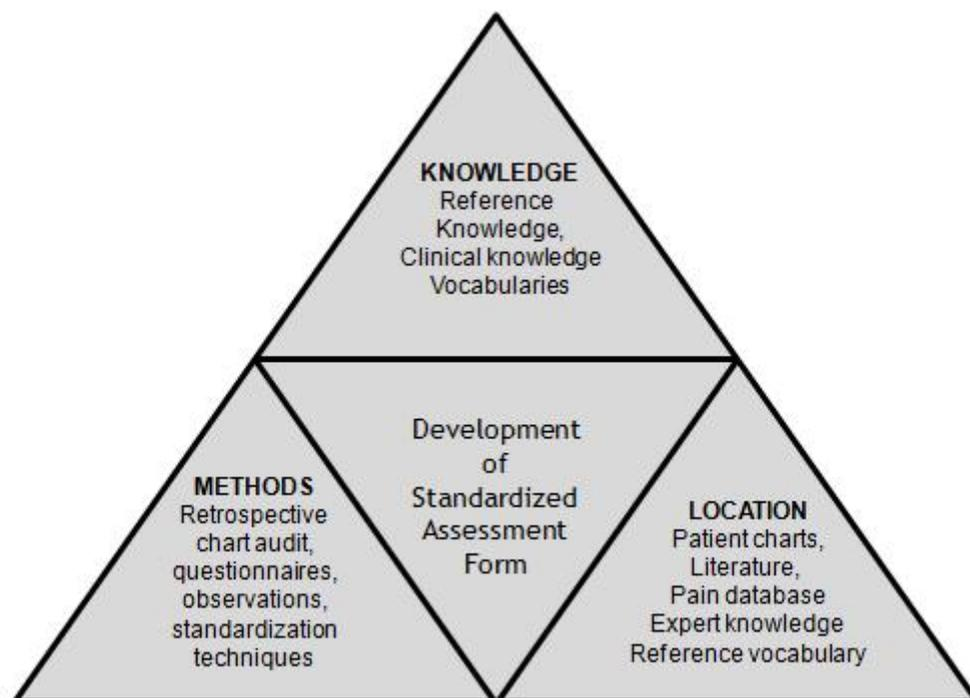 KNOWLEDGE
Reference
Knowledge,
Clinical knowledge
Vocabularies
Development
of
Standardized
Assessment
Form
METHODS
Retrospective
chart audit,
questionnaires,
observations,
standardization
techniques
LOCATION
Patient charts,
Literature,
Pain database
Expert knowledge
Reference vocabulary